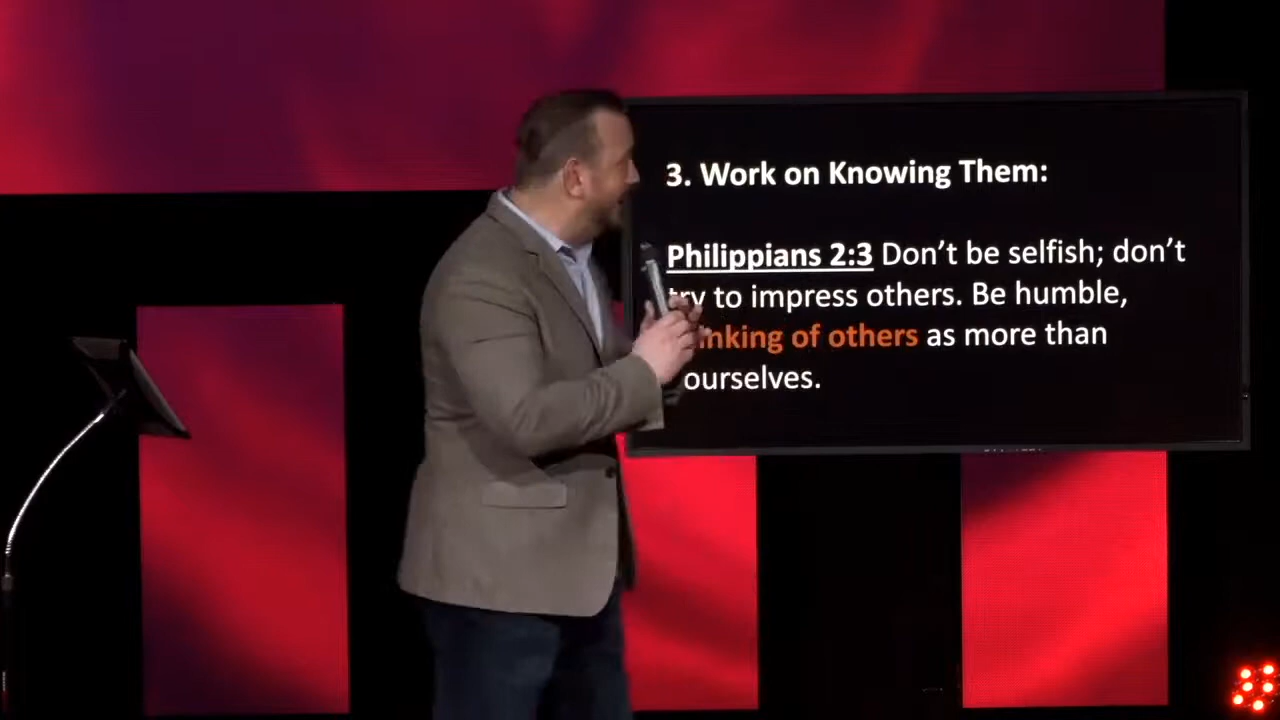 3. Work on Knowing Them:
Philippians 2:3 Don’t be selfish; don’t
try to impress others. Be humble,
of others as more than
ourselves.